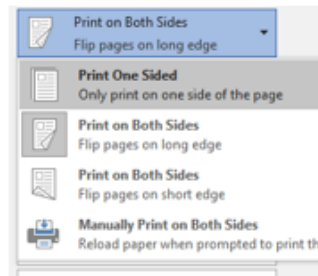 Print on Both Sides
Flip pages on long edge
Print One Sided
Only print on one side of the page
Print on Both Sides
Flip pages on long edge
Print on Both Sides
Flip pages on short edge
Manually Print on Both Sides
Reload paper when prompted to print th